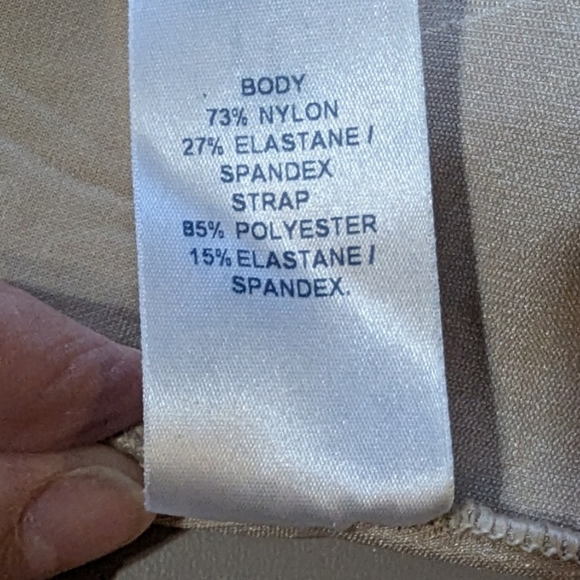 BODY
73% NYLON
27% ELASTANE /
SPANDEX
STRAP
85% POLYESTER
15% ELASTANE /
SPANDEX.